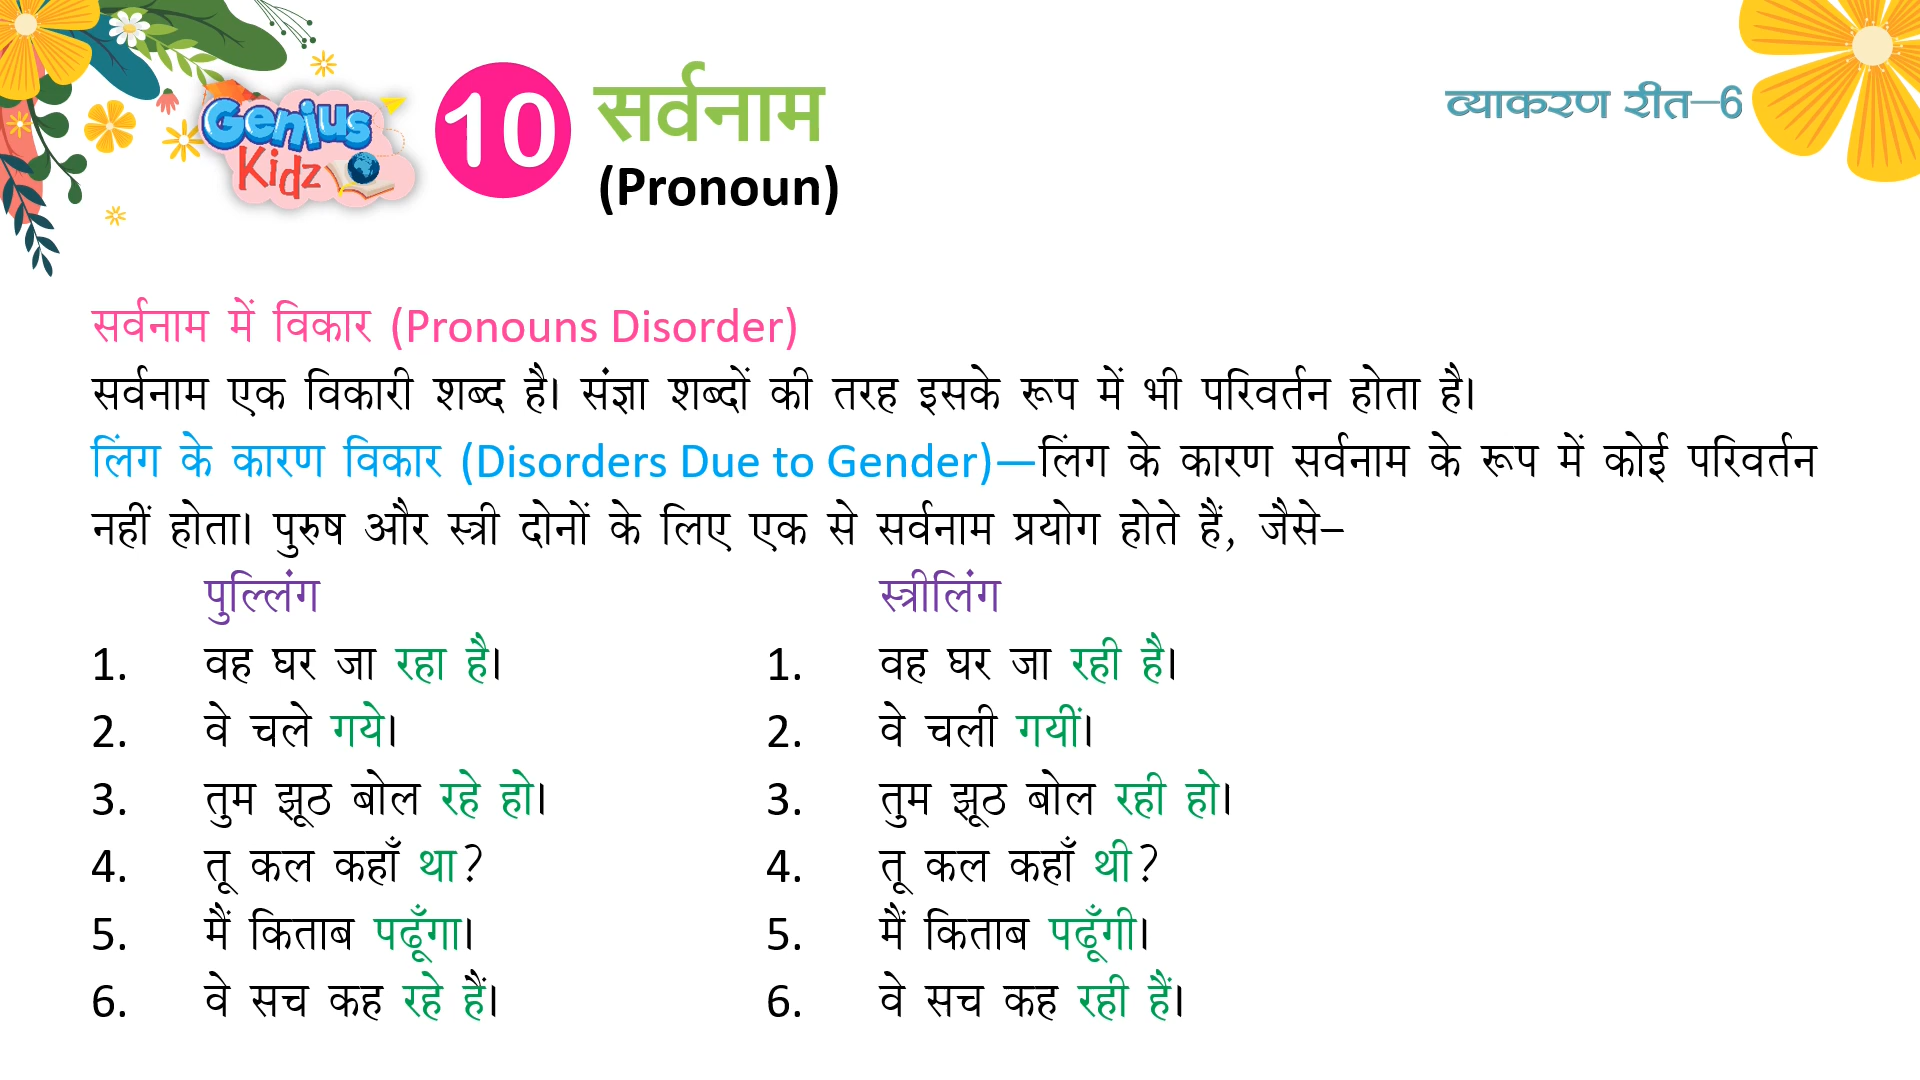 Genius
Kidz
10 सर्वनाम
(Pronoun)
व्याकरण रीत–6
सर्वनाम में विकार (Pronouns Disorder)
सर्वनाम एक विकारी शब्द है। संज्ञा शब्दों की तरह इसके रूप में भी परिवर्तन होता है।
लिंग के कारण विकार (Disorders Due to Gender)—लिंग के कारण सर्वनाम के रूप में कोई परिवर्तन
नहीं होता। पुरुष और स्त्री दोनों के लिए एक से सर्वनाम प्रयोग होते हैं, जैसे–
पुल्लिंग स्त्रीलिंग
1. वह घर जा रहा है। 1. वह घर जा रही है।
2. वे चले गये। 2. वे चली गयीं।
3. तुम झूठ बोल रहे हो। 3. तुम झूठ बोल रही हो।
4. तू कल कहाँ था? 4. तू कल कहाँ थी?
5. मैं किताब पढूँगा। 5. मैं किताब पढूँगी।
6. वे सच कह रहे हैं। 6. वे सच कह रही हैं।